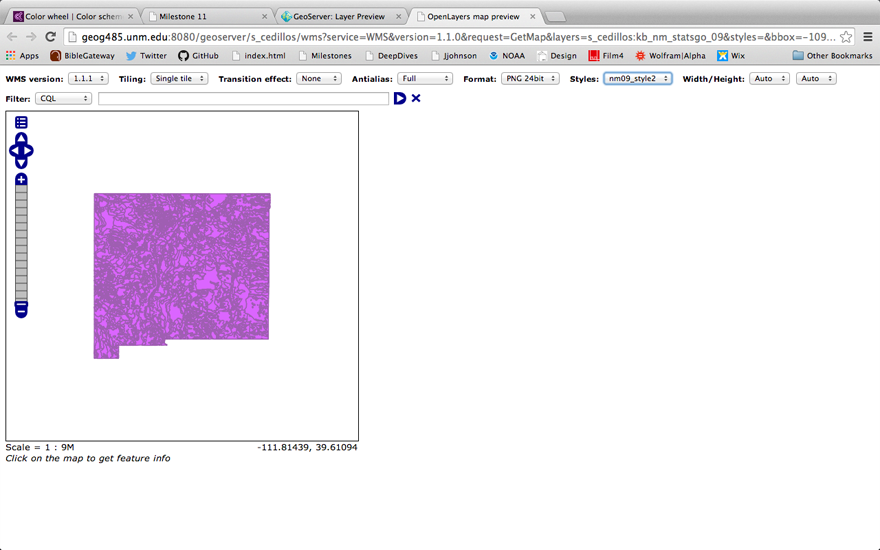 Color wheel | Color schem
Milestone 11
GeoServer: Layer Preview
OpenLayers map preview
geog485.unm.edu:8080/geoserver/s_cedillos/wms?service=WMS&version=1.1.0&request=GetMap&layers=s_cedillos:kb_nm_statsgo_09&styles=&bbox=-109…
Apps BibleGateway Twitter GitHub index.html Milestones DeepDives Jjohnson NOAA Design Film4 Wolfram|Alpha Wix Other Bookmarks
WMS version: 1.1.1 Tiling: Single tile Transition effect: None Antialias: Full Format: PNG 24bit Styles: nm09_style2 Width/Height: Auto Auto
Filter: CQL
Scale = 1 : 9M -111.81439, 39.61094
Click on the map to get feature info